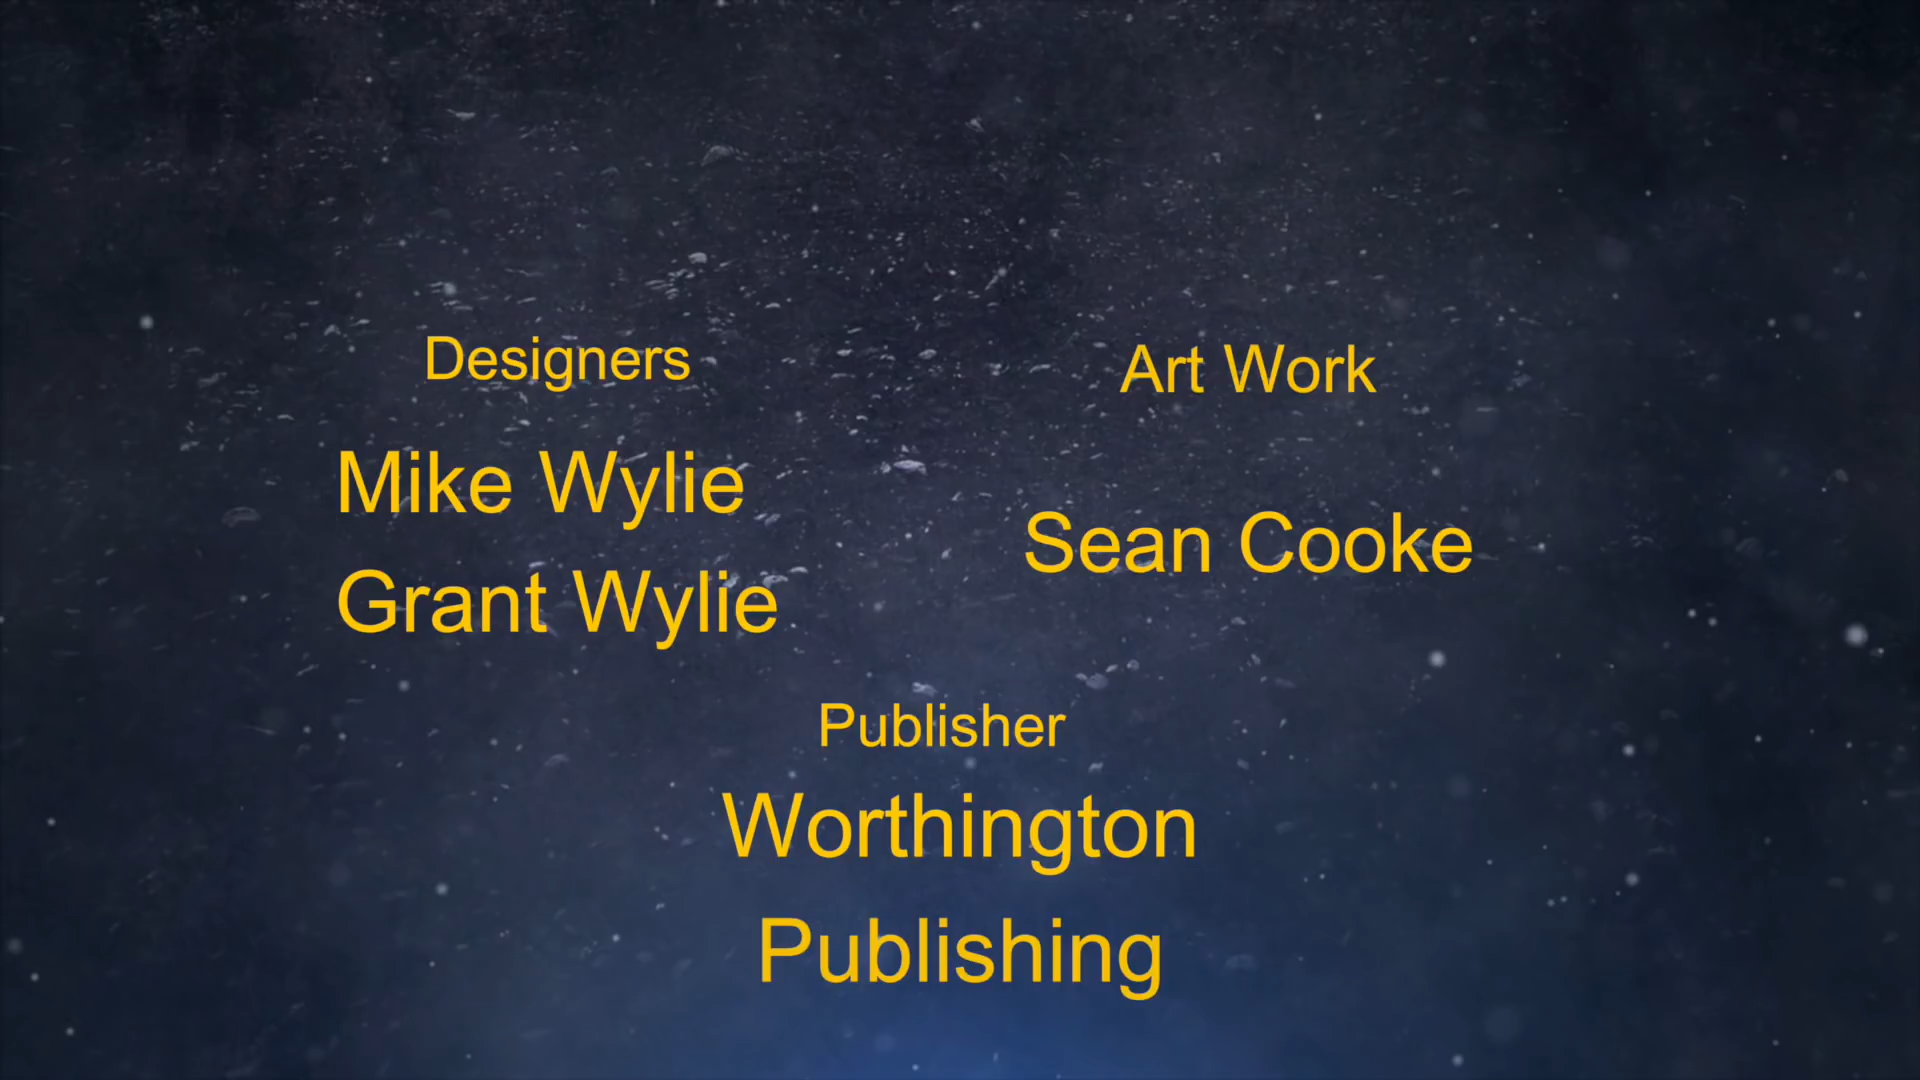 Designers
Mike Wylie
Grant Wylie
Art Work
Sean Cooke
Publisher
Worthington
Publishing